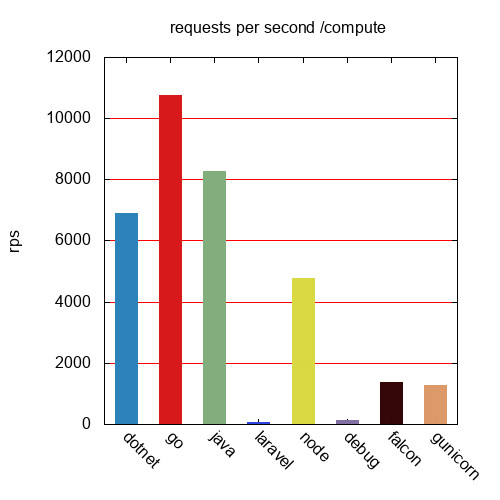 requests per second /compute
12000
10000
8000
6000
4000
2000
0
rps
dotnet
go
java
laravel
node
debug
falcon
gunicorn